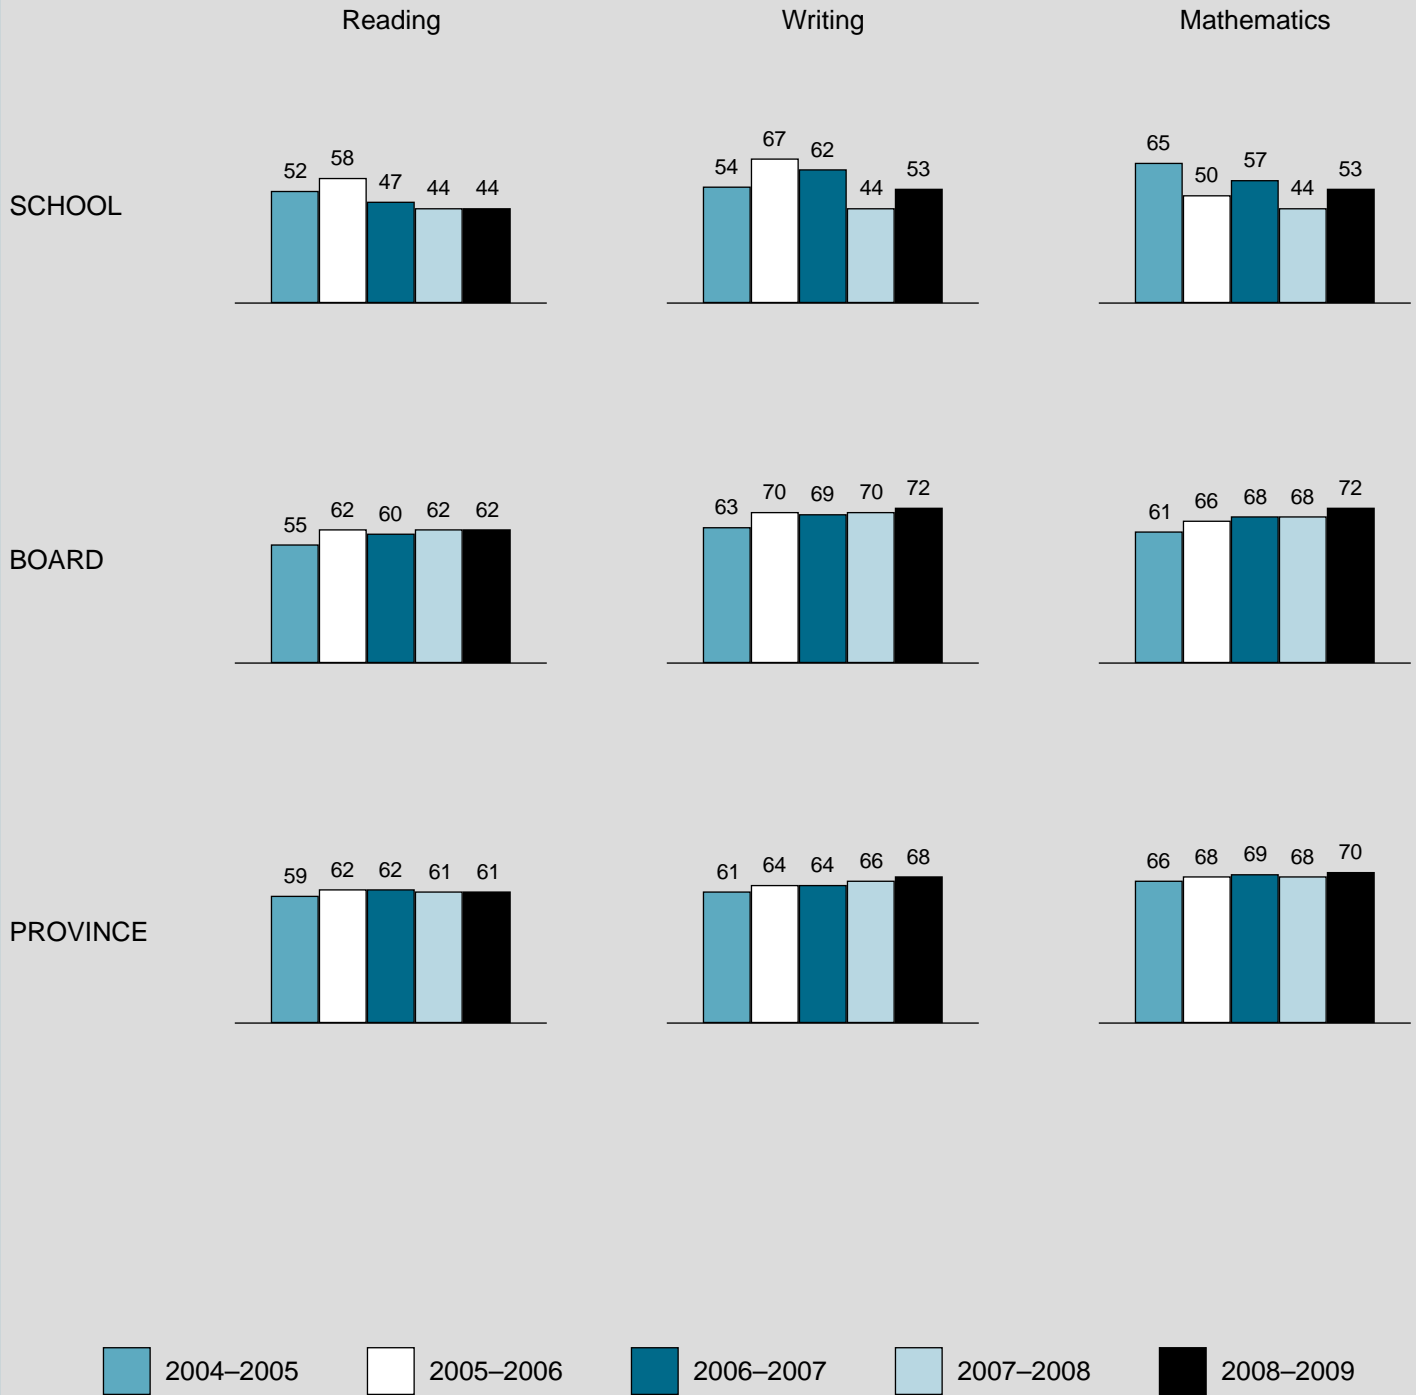 Reading Writing Mathematics
SCHOOL
52 58 47 44 44
54 67 62 44 53
65 50 57 44 53
BOARD
55 62 60 62 62
63 70 69 70 72
61 66 68 68 72
PROVINCE
59 62 62 61 61
61 64 64 66 68
66 68 69 68 70
2004–2005 2005–2006 2006–2007 2007–2008 2008–2009